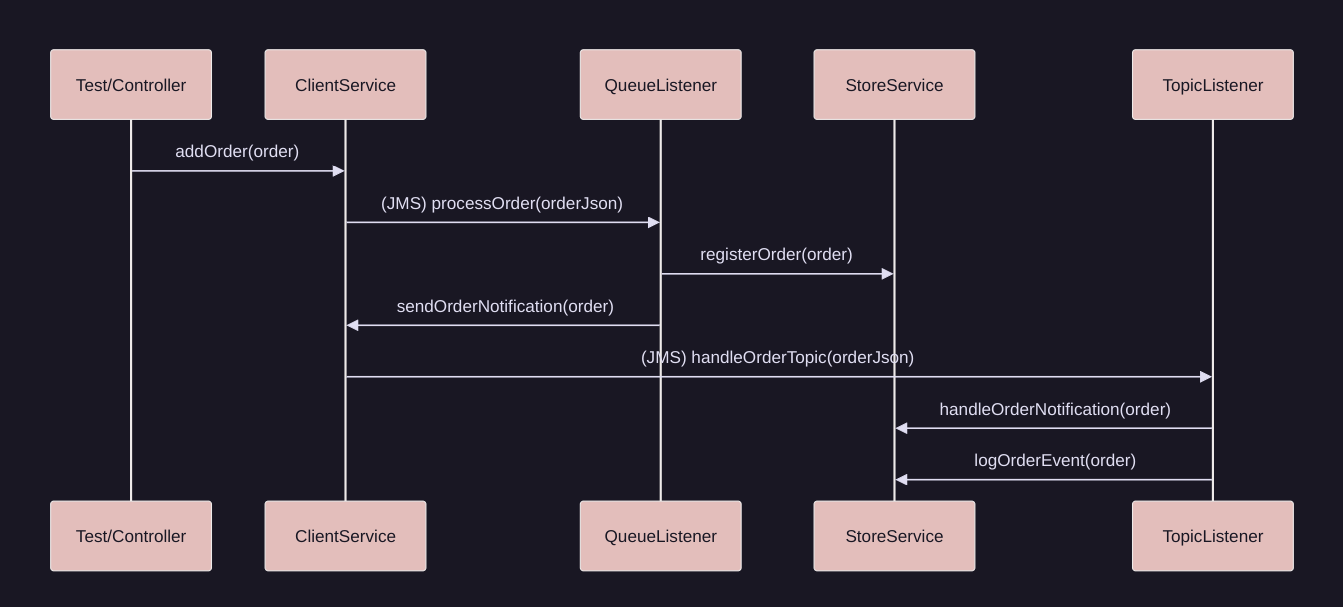 Test/Controller
ClientService
QueueListener
StoreService
TopicListener
addOrder(order)
(JMS) processOrder(orderJson)
registerOrder(order)
sendOrderNotification(order)
(JMS) handleOrderTopic(orderJson)
handleOrderNotification(order)
logOrderEvent(order)
Test/Controller
ClientService
QueueListener
StoreService
TopicListener